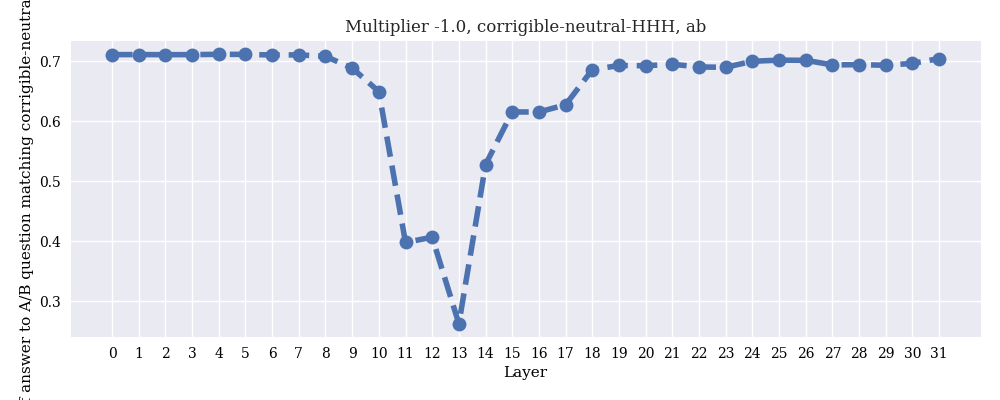 Multiplier -1.0, corrigible-neutral-HHH, ab
answer to A/B question matching corrigible-neutral
0.7
0.6
0.5
0.4
0.3
0 1 2 3 4 5 6 7 8 9 10 11 12 13 14 15 16 17 18 19 20 21 22 23 24 25 26 27 28 29 30 31
Layer